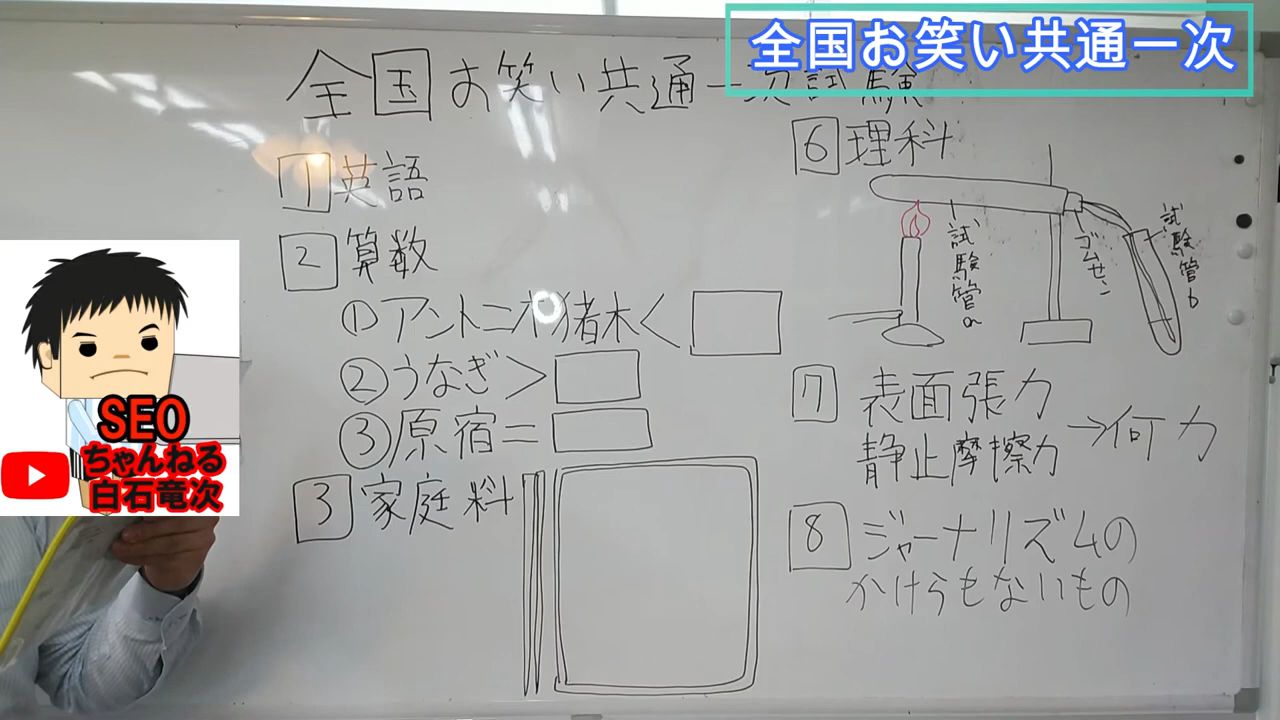 全国お笑い共通一次
全国お笑い共通一次試験
1 英語
2 算数
①アントニオ猪木<
②うなぎ>
③原宿=
3 家庭科
6 理科
試験管a
ゴムセン
試験管b
7 表面張力
静止摩擦力
→何力
8 ジャーナリズムの
かけらもないもの
SEO
ちゃんねる
白石竜次